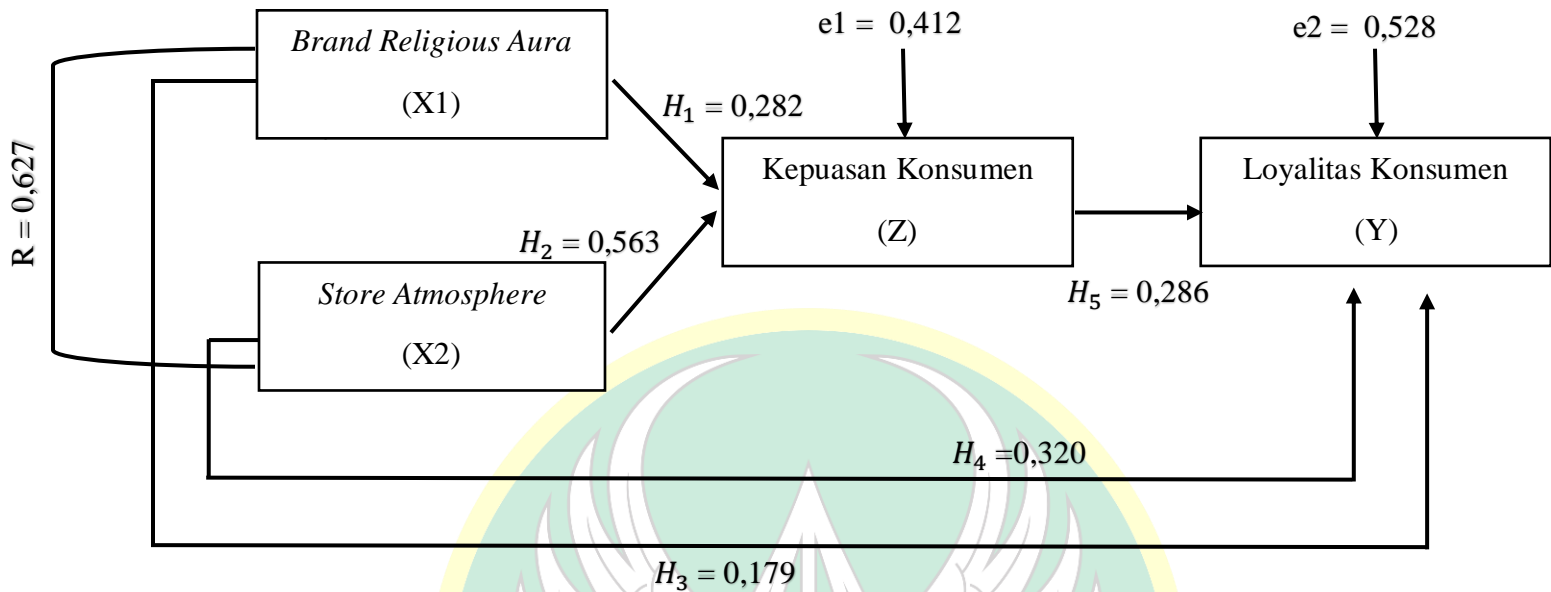 Brand Religious Aura
(X1)
e1 = 0,412
e2 = 0,528
H₁ = 0,282
Kepuasan Konsumen
(Z)
Loyalitas Konsumen
(Y)
R = 0,627
H₂ = 0,563
Store Atmosphere
(X2)
H₅ = 0,286
H₄ =0,320
H₃ = 0,179